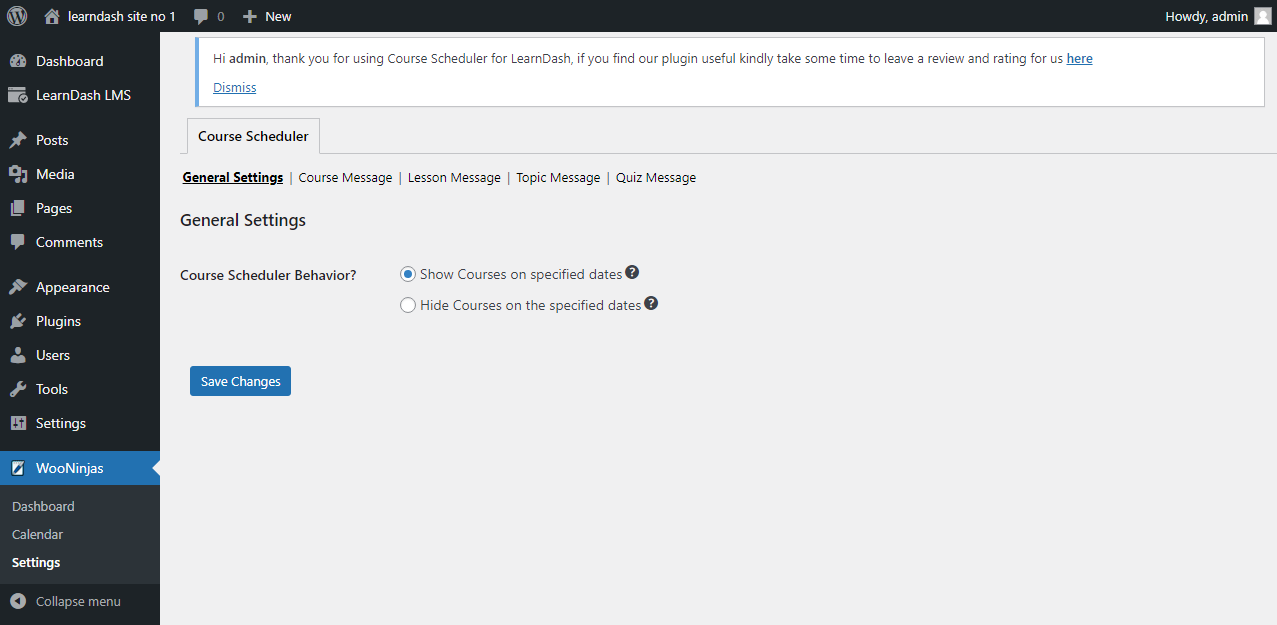 learndash site no 1 0 New Howdy, admin
Dashboard
LearnDash LMS
Posts
Media
Pages
Comments
Appearance
Plugins
Users
Tools
Settings
WooNinjas
Dashboard
Calendar
Settings
Collapse menu
Hi admin, thank you for using Course Scheduler for LearnDash, if you find our plugin useful kindly take some time to leave a review and rating for us here
Dismiss
Course Scheduler
General Settings | Course Message | Lesson Message | Topic Message | Quiz Message
General Settings
Course Scheduler Behavior? Show Courses on specified dates ?
Hide Courses on the specified dates ?
Save Changes